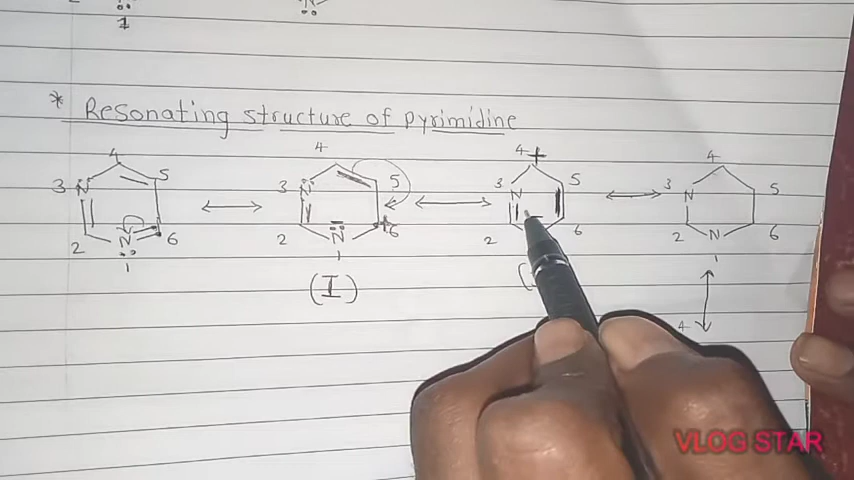 1 N
* Resonating structure of pyrimidine
4 4 4 + 4
3 N 5 3 N 5 3 N 5 3 N 5
2 N 6 2 N + 6 2 6 2 N 6
1 1 1
(I) (
4
VLOG STAR